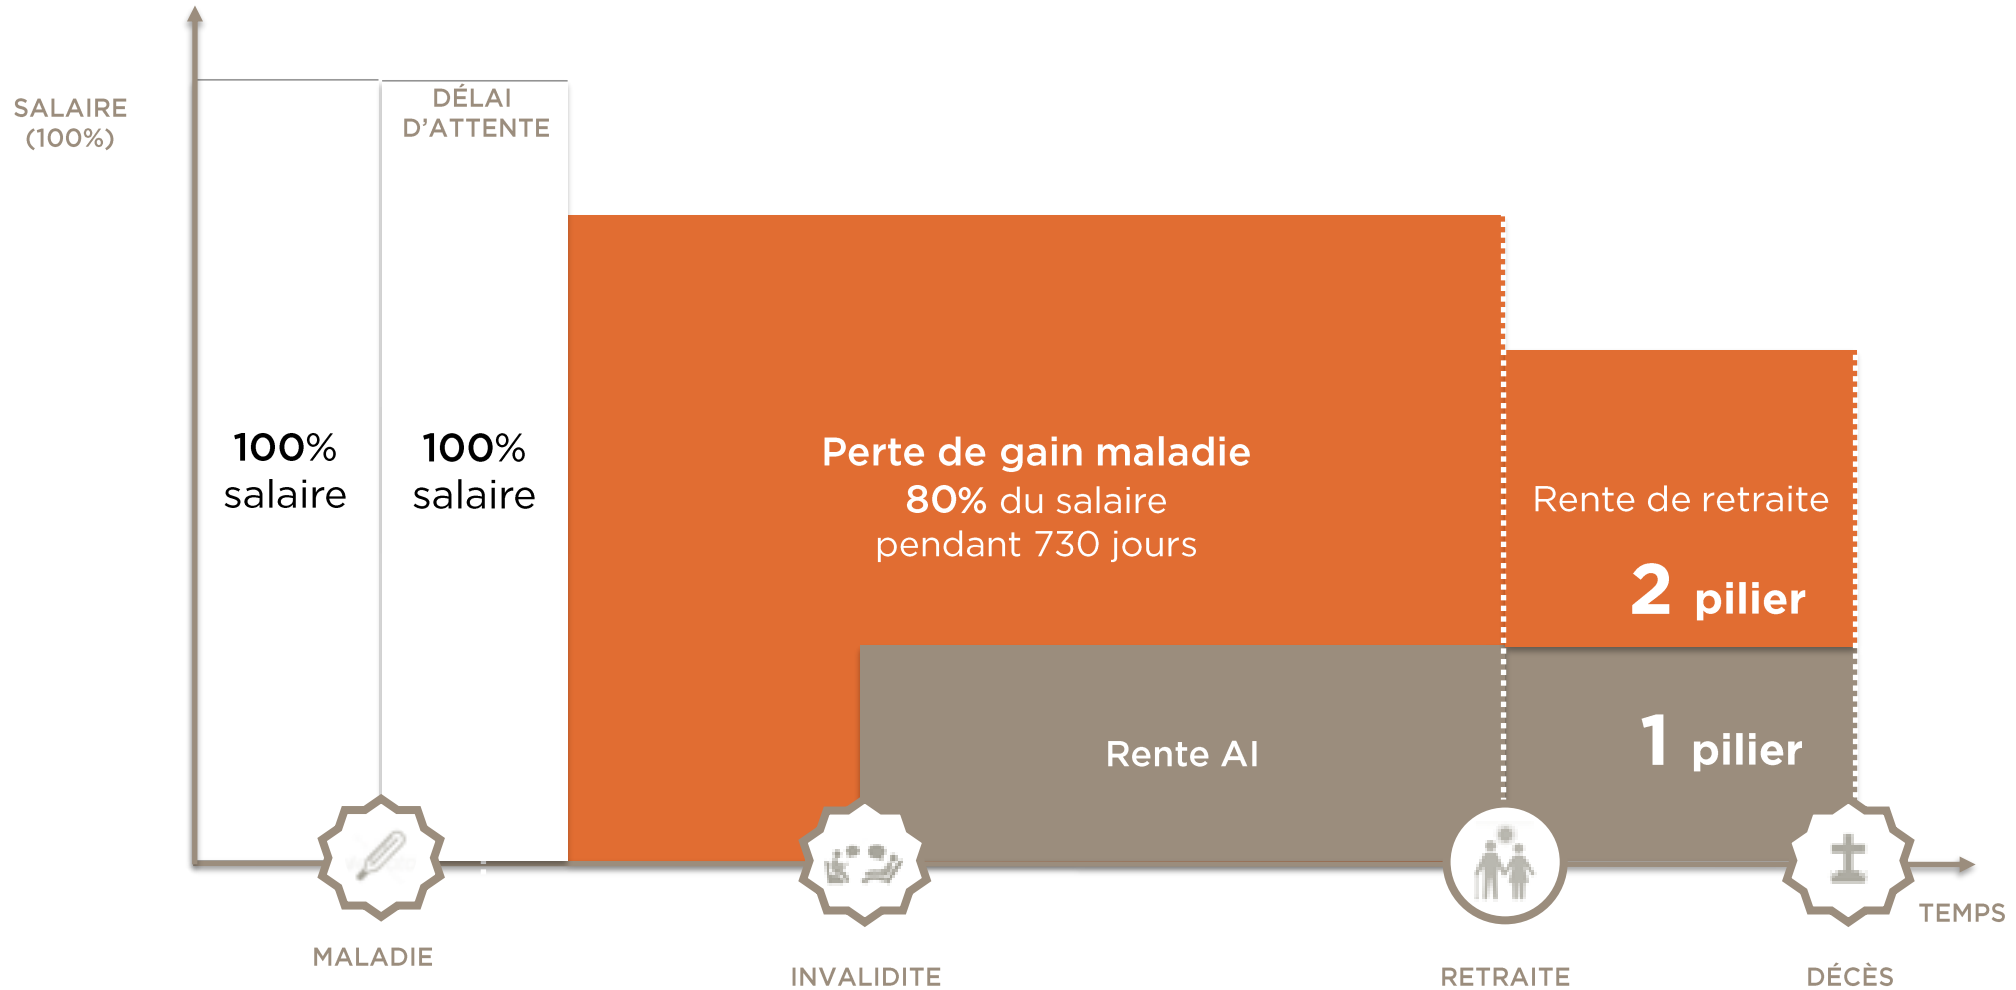 SALAIRE
(100%)
DÉLAI
D’ATTENTE
100%
salaire
100%
salaire
Perte de gain maladie
80% du salaire
pendant 730 jours
Rente de retraite
2 pilier
Rente AI
1 pilier
TEMPS
MALADIE
INVALIDITE
RETRAITE
DÉCÈS